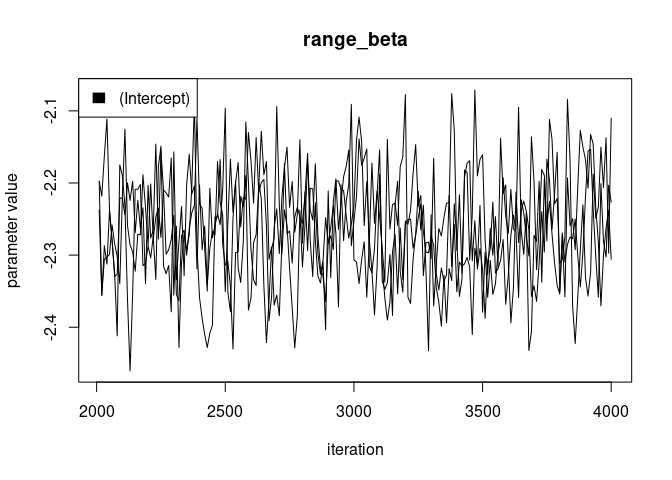 range_beta
(Intercept)
parameter value
-2.1
-2.2
-2.3
-2.4
2000 2500 3000 3500 4000
iteration